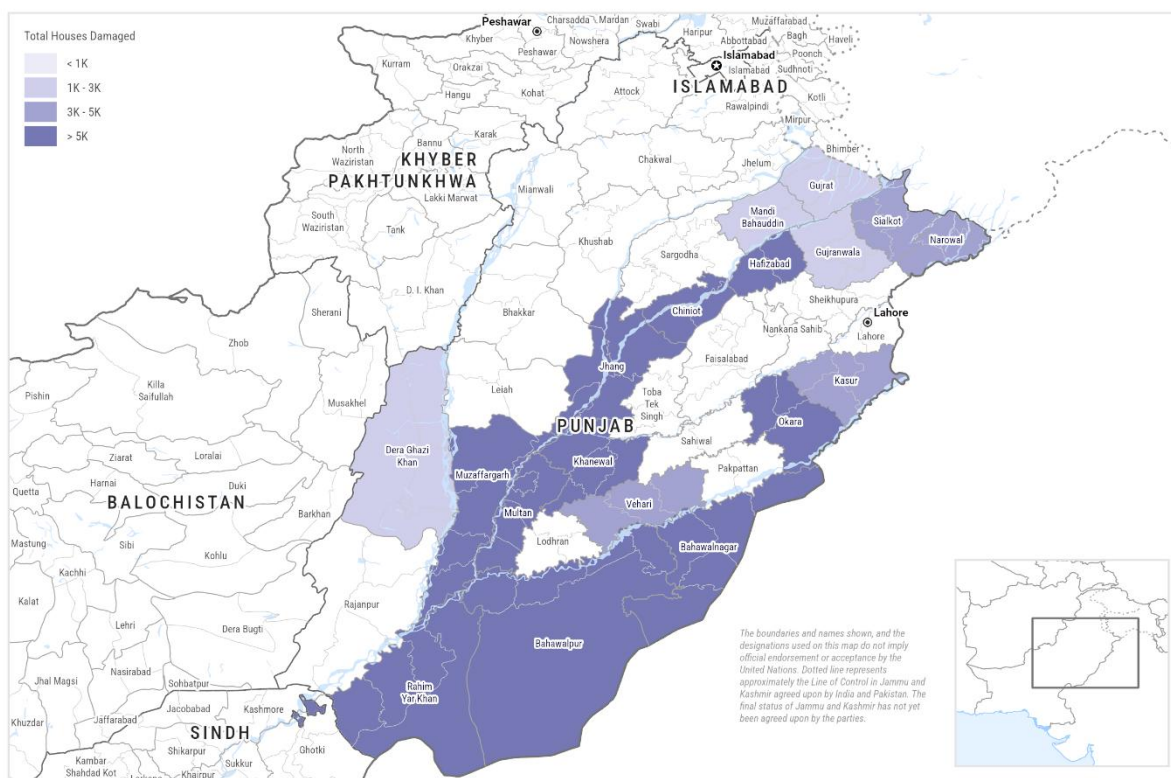 Total Houses Damaged
< 1K
1K - 3K
3K - 5K
> 5K
Peshawar
Charsadda
Mardan
Swabi
Haripur
Muzaffarabad
Bagh
Haveli
Khyber
Nowshera
Abbottabad
Poonch
Kurram
Orakzai
Peshawar
Islamabad
Islamabad
Sudhnoti
Hangu
Kohat
Attock
ISLAMABAD
Rawalpindi
Kotli
Karak
Mirpur
North
Waziristan
Bannu
KHYBER
PAKHTUNKHWA
Chakwal
Jhelum
Bhimber
Lakki Marwat
Mianwali
Gujrat
South
Waziristan
Tank
Khushab
Mandi
Bahauddin
Sialkot
Narowal
Sargodha
Hafizabad
Gujranwala
D. I. Khan
Sherani
Bhakkar
Chiniot
Sheikhupura
Lahore
Zhob
Nankana Sahib
Lahore
Faisalabad
Jhang
Killa
Saifullah
Pishin
Musakhel
Leiah
Toba
Tek
Singh
Kasur
Okara
PUNJAB
Dera Ghazi
Khan
Sahiwal
Ziarat
Loralai
Muzaffargarh
Khanewal
Pakpattan
Harnai
Duki
Quetta
BALOCHISTAN
Barkhan
Vehari
Multan
Mastung
Sibi
Lodhran
Kohlu
Bahawalnagar
Kachhi
Kalat
Rajanpur
Lehri
Dera Bugti
Bahawalpur
Nasirabad
Jhal Magsi
Sohbatpur
Rahim
Yar Khan
Jacobabad
Kashmore
Khuzdar
Jaffarabad
SINDH
Ghotki
Shikarpur
Kambar
Shahdad Kot
Sukkur
Khairpur
The boundaries and names shown, and the
designations used on this map do not imply
official endorsement or acceptance by the
United Nations. Dotted line represents
approximately the Line of Control in Jammu and
Kashmir agreed upon by India and Pakistan. The
final status of Jammu and Kashmir has not yet
been agreed upon by the parties.